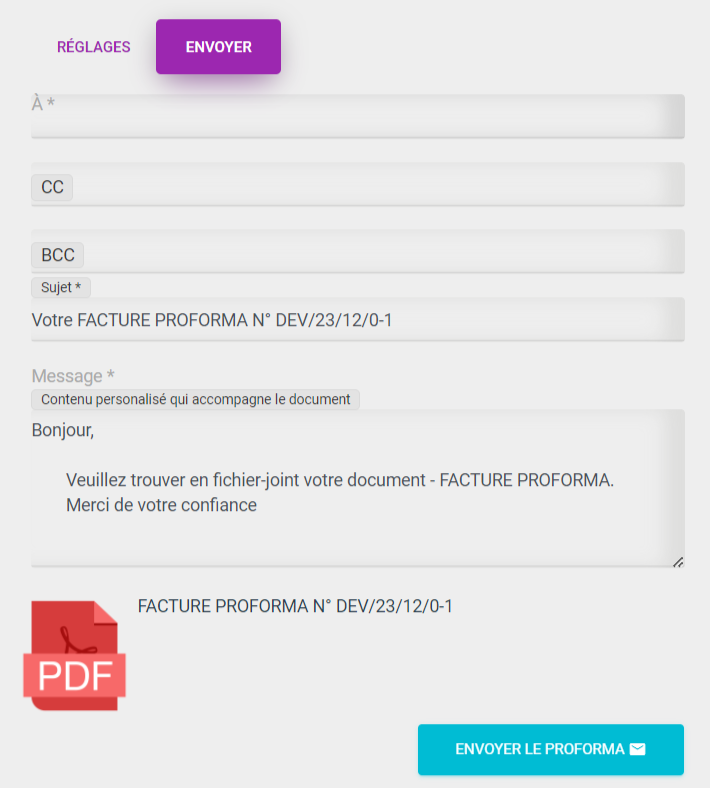 RÉGLAGES ENVOYER
À *
CC
BCC
Sujet *
Votre FACTURE PROFORMA N° DEV/23/12/0-1
Message *
Contenu personalisé qui accompagne le document
Bonjour,
Veuillez trouver en fichier-joint votre document - FACTURE PROFORMA.
Merci de votre confiance
FACTURE PROFORMA N° DEV/23/12/0-1
PDF
ENVOYER LE PROFORMA